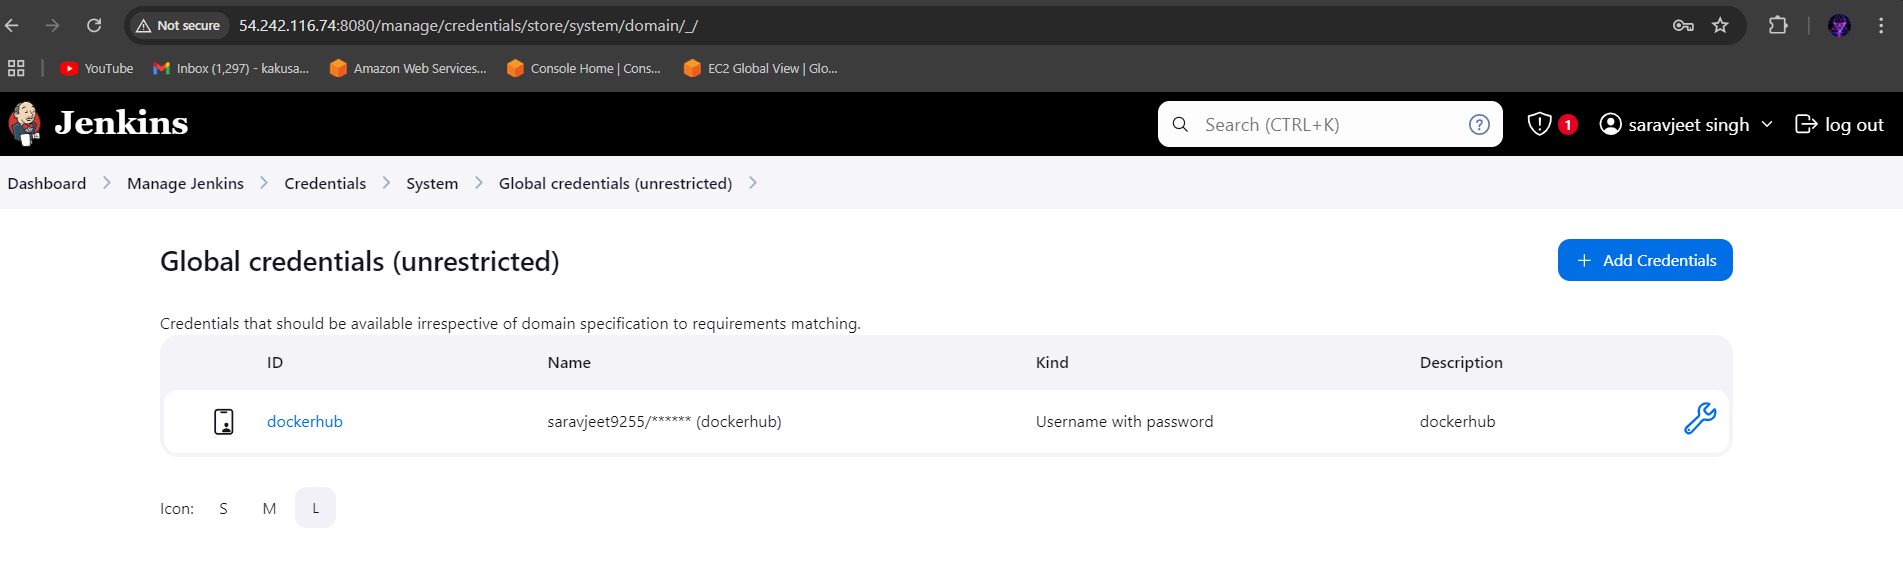 Not secure 54.242.116.74:8080/manage/credentials/store/system/domain/_/
YouTube Inbox (1,297) - kakusa... Amazon Web Services... Console Home | Cons... EC2 Global View | Glo...
Jenkins Search (CTRL+K) ? 1 saravjeet singh log out
Dashboard Manage Jenkins Credentials System Global credentials (unrestricted)
Global credentials (unrestricted) + Add Credentials
Credentials that should be available irrespective of domain specification to requirements matching.
ID Name Kind Description
dockerhub saravjeet9255/****** (dockerhub) Username with password dockerhub
Icon: S M L